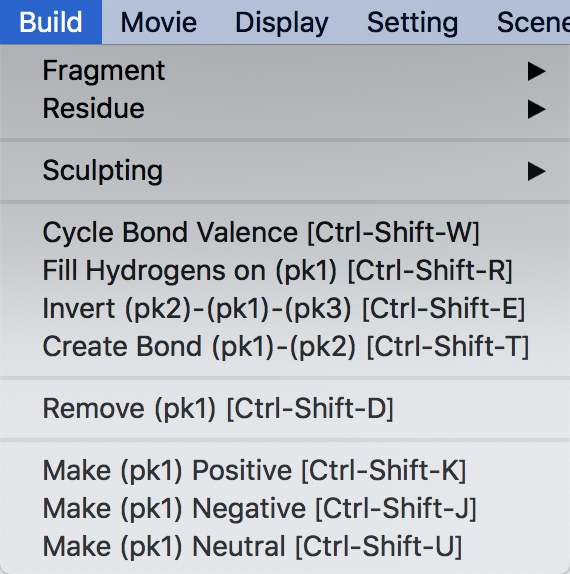 Build Movie Display Setting Scene
Fragment
Residue
Sculpting
Cycle Bond Valence [Ctrl-Shift-W]
Fill Hydrogens on (pk1) [Ctrl-Shift-R]
Invert (pk2)-(pk1)-(pk3) [Ctrl-Shift-E]
Create Bond (pk1)-(pk2) [Ctrl-Shift-T]
Remove (pk1) [Ctrl-Shift-D]
Make (pk1) Positive [Ctrl-Shift-K]
Make (pk1) Negative [Ctrl-Shift-J]
Make (pk1) Neutral [Ctrl-Shift-U]